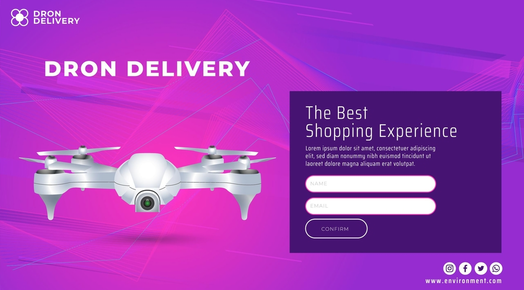 DRON
DELIVERY
DRON DELIVERY
The Best
Shopping Experience
Lorem ipsum dolor sit amet, consectetuer adipiscing
elit, sed diam nonummy nibh euismod tincidunt ut
laoreet dolore magna aliquam erat volutpat.
NAME
EMAIL
CONFIRM
www.environment.com